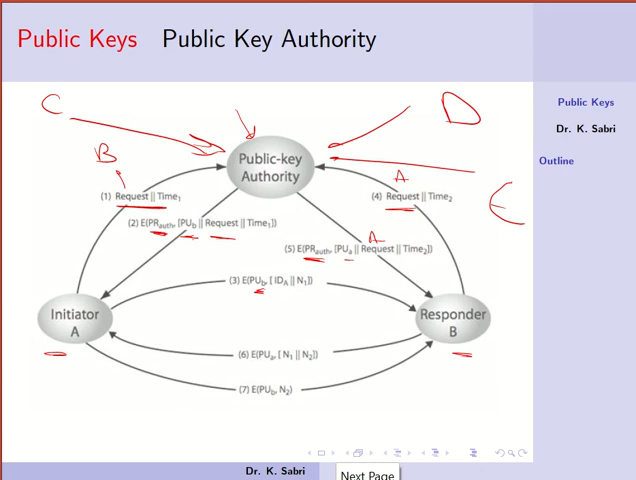 Public Keys Public Key Authority
Public Keys
Dr. K. Sabri
Outline
C
D
B
A
E
Public-key
Authority
(1) Request || Time₁
(4) Request || Time₂
(2) E(PRauth, [PUb || Request || Time₁])
A
(5) E(PRauth, [PUa || Request || Time₂])
(3) E(PUb, [ IDA || N₁])
Initiator
A
Responder
B
(6) E(PUa, [ N₁ || N₂])
(7) E(PUb, N₂)
Dr. K. Sabri
Next Page